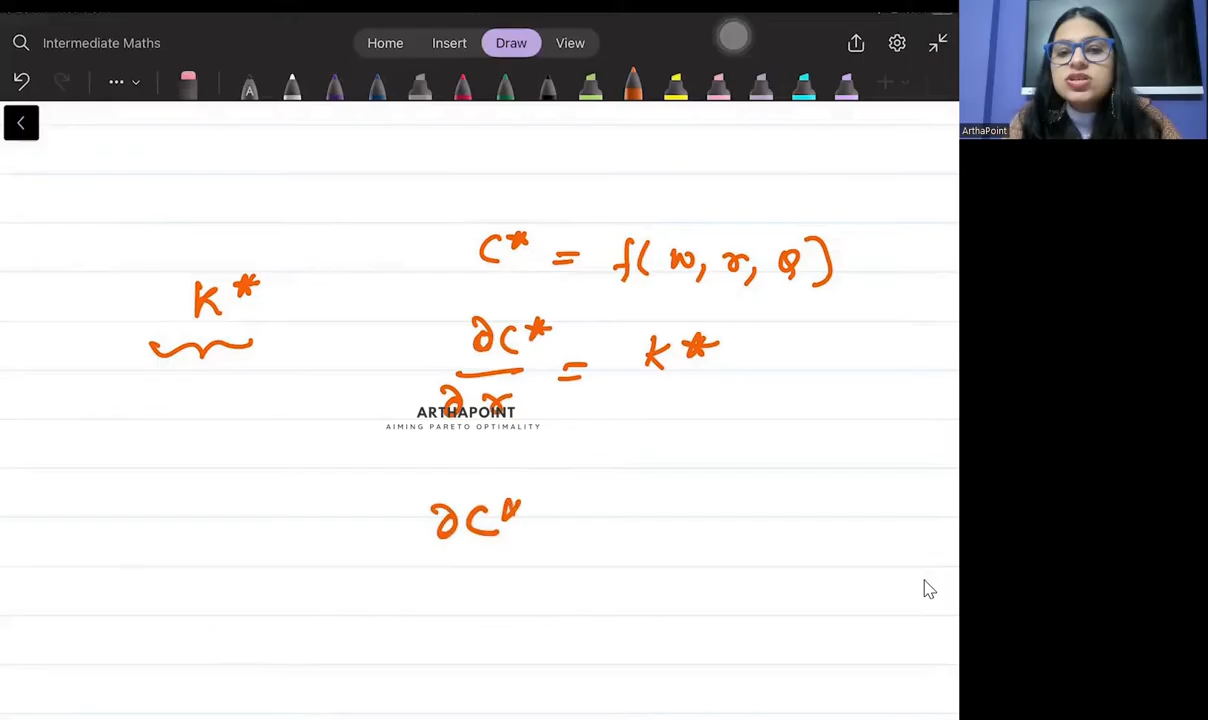 Intermediate Maths
Home Insert Draw View
A
ArthaPoint
C* = f( w, r, Q )
K*
∂C*
∂ r
= K*
ARTHAPOINT
AIMING PARETO OPTIMALITY
∂C*